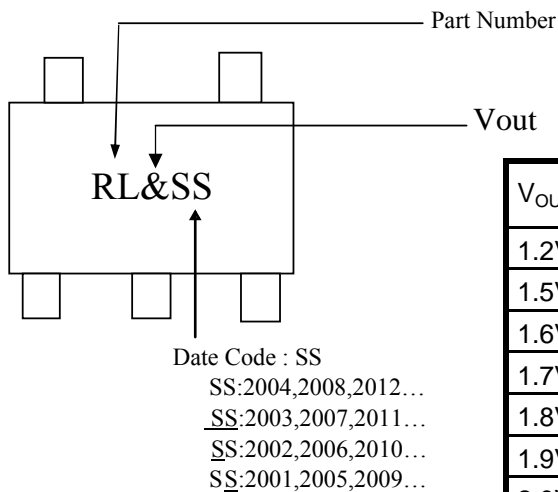 Part Number
Vout
RL&SS
V_OU
1.2V
1.5V
1.6V
1.7V
1.8V
1.9V
Date Code : SS
SS:2004,2008,2012…
SS:2003,2007,2011…
SS:2002,2006,2010…
SS:2001,2005,2009…